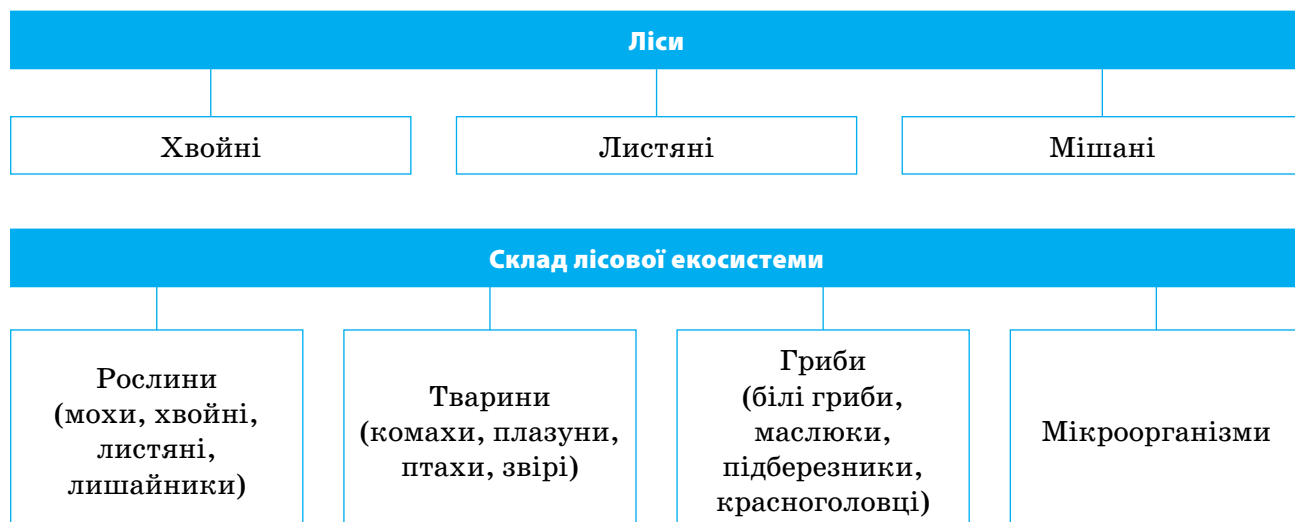 Ліси
Хвойні
Листяні
Мішані
Склад лісової екосистеми
Рослини
(мохи, хвойні,
листяні,
лишайники)
Тварини
(комахи, плазуни,
птахи, звірі)
Гриби
(білі гриби,
маслюки,
підберезники,
красноголовці)
Мікроорганізми